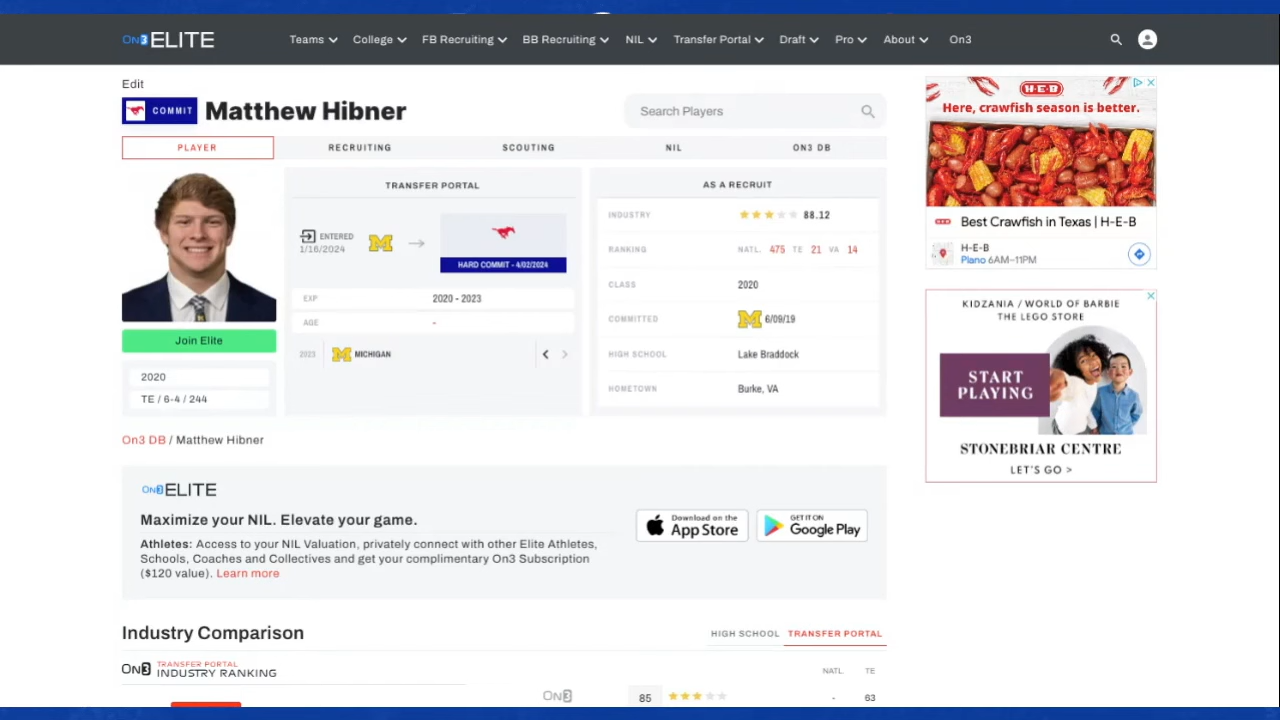 On3 ELITE
Teams College FB Recruiting BB Recruiting NIL Transfer Portal Draft Pro About On3
Edit
COMMIT Matthew Hibner
Search Players
PLAYER RECRUITING SCOUTING NIL ON3 DB
Join Elite
2020
TE / 6-4 / 244
TRANSFER PORTAL
ENTERED
1/16/2024
M
HARD COMMIT - 4/02/2024
EXP 2020 - 2023
AGE -
2023 M MICHIGAN
AS A RECRUIT
INDUSTRY 88.12
RANKING NATL. 475 TE 21 VA 14
CLASS 2020
COMMITTED M 6/09/19
HIGH SCHOOL Lake Braddock
HOMETOWN Burke, VA
H-E-B
Here, crawfish season is better.
Best Crawfish in Texas | H-E-B
H-E-B
Plano 6AM–11PM
KIDZANIA / WORLD OF BARBIE
THE LEGO STORE
START
PLAYING
STONEBRIAR CENTRE
LET'S GO >
On3 DB / Matthew Hibner
On3 ELITE
Maximize your NIL. Elevate your game.
Athletes: Access to your NIL Valuation, privately connect with other Elite Athletes,
Schools, Coaches and Collectives and get your complimentary On3 Subscription
($120 value). Learn more
Download on the
App Store
GET IT ON
Google Play
Industry Comparison
HIGH SCHOOL TRANSFER PORTAL
On3 TRANSFER PORTAL
INDUSTRY RANKING
NATL. TE
On3 85 - 63